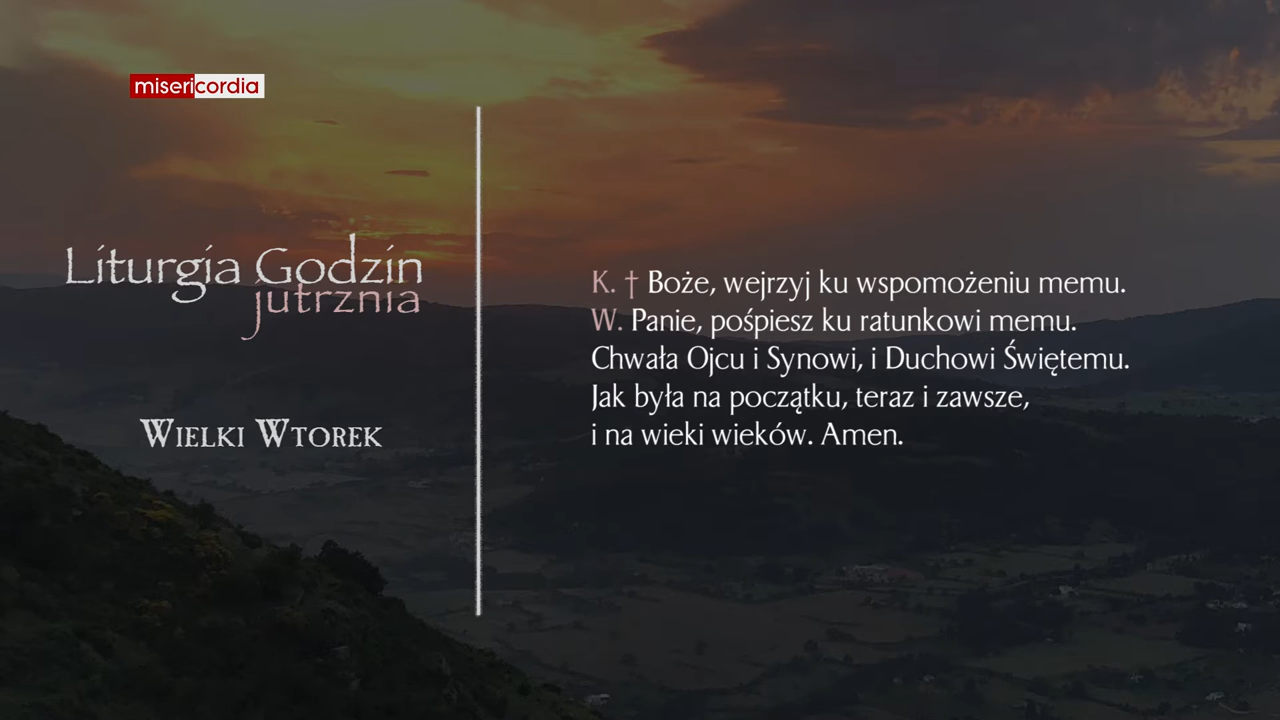 misericordia
Liturgia Godzin
jutrznia
Wielki Wtorek
K. † Boże, wejrzyj ku wspomożeniu memu.
W. Panie, pośpiesz ku ratunkowi memu.
Chwała Ojcu i Synowi, i Duchowi Świętemu.
Jak była na początku, teraz i zawsze,
i na wieki wieków. Amen.